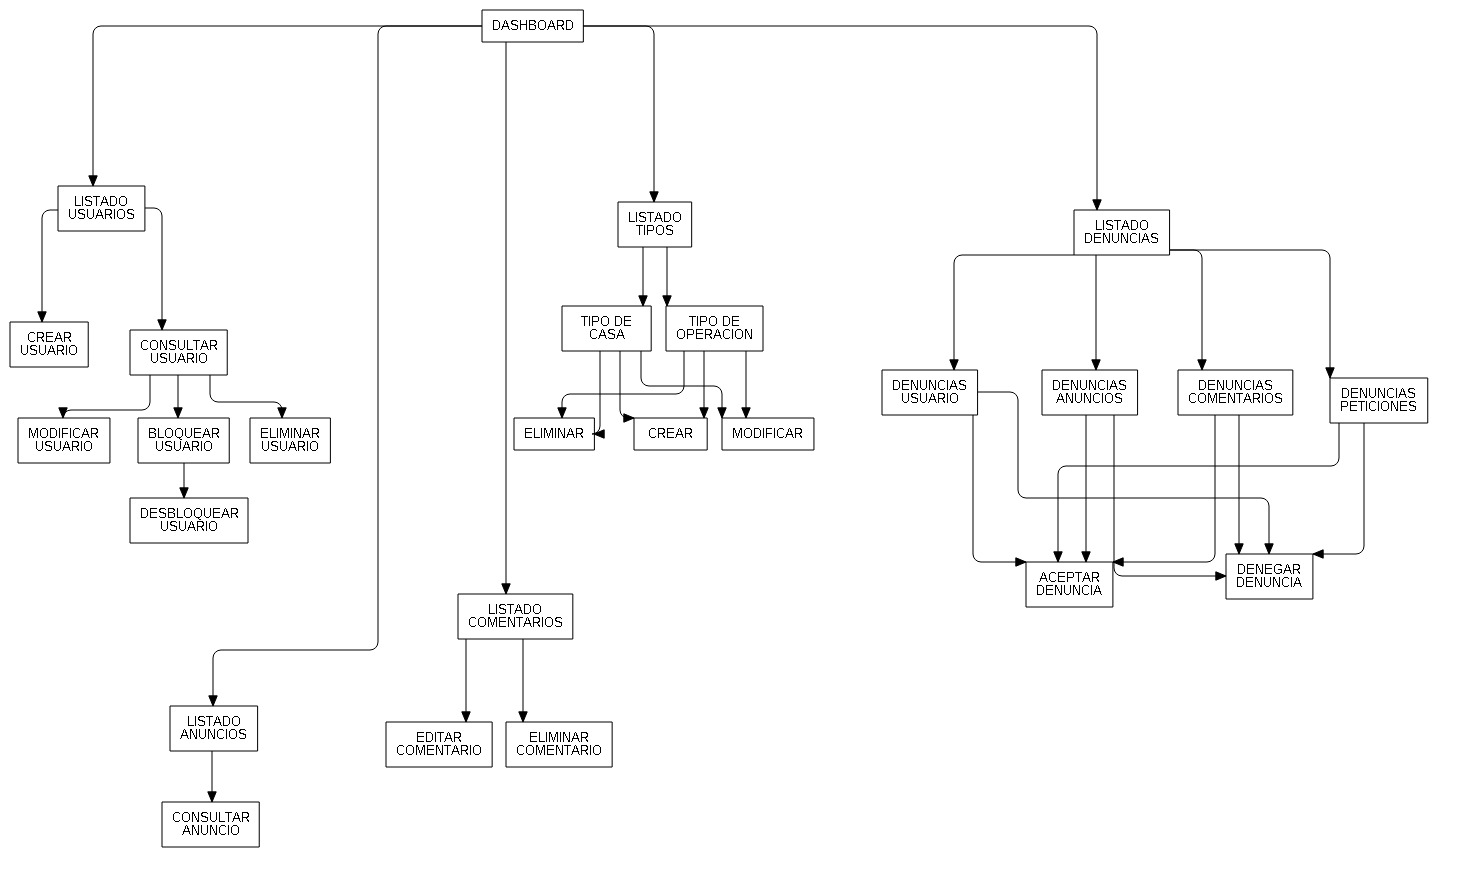 DASHBOARD
LISTADO
USUARIOS
CREAR
USUARIO
CONSULTAR
USUARIO
MODIFICAR
USUARIO
BLOQUEAR
USUARIO
ELIMINAR
USUARIO
DESBLOQUEAR
USUARIO
LISTADO
ANUNCIOS
CONSULTAR
ANUNCIO
LISTADO
COMENTARIOS
EDITAR
COMENTARIO
ELIMINAR
COMENTARIO
LISTADO
TIPOS
TIPO DE
CASA
TIPO DE
OPERACION
ELIMINAR
CREAR
MODIFICAR
LISTADO
DENUNCIAS
DENUNCIAS
USUARIO
DENUNCIAS
ANUNCIOS
DENUNCIAS
COMENTARIOS
DENUNCIAS
PETICIONES
ACEPTAR
DENUNCIA
DENEGAR
DENUNCIA